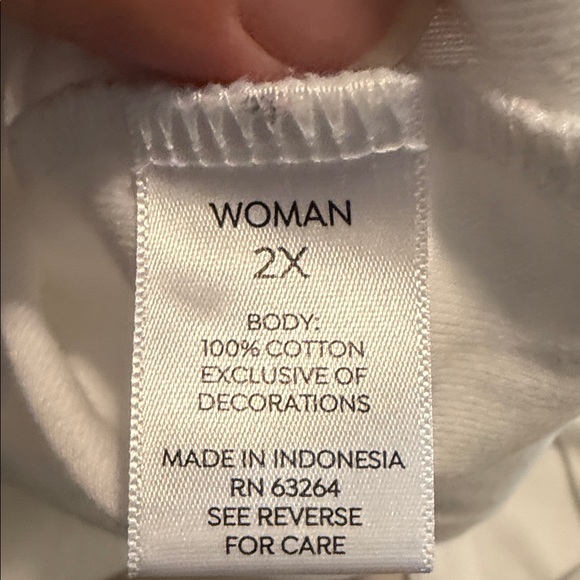 WOMAN
2X
BODY:
100% COTTON
EXCLUSIVE OF
DECORATIONS
MADE IN INDONESIA
RN 63264
SEE REVERSE
FOR CARE